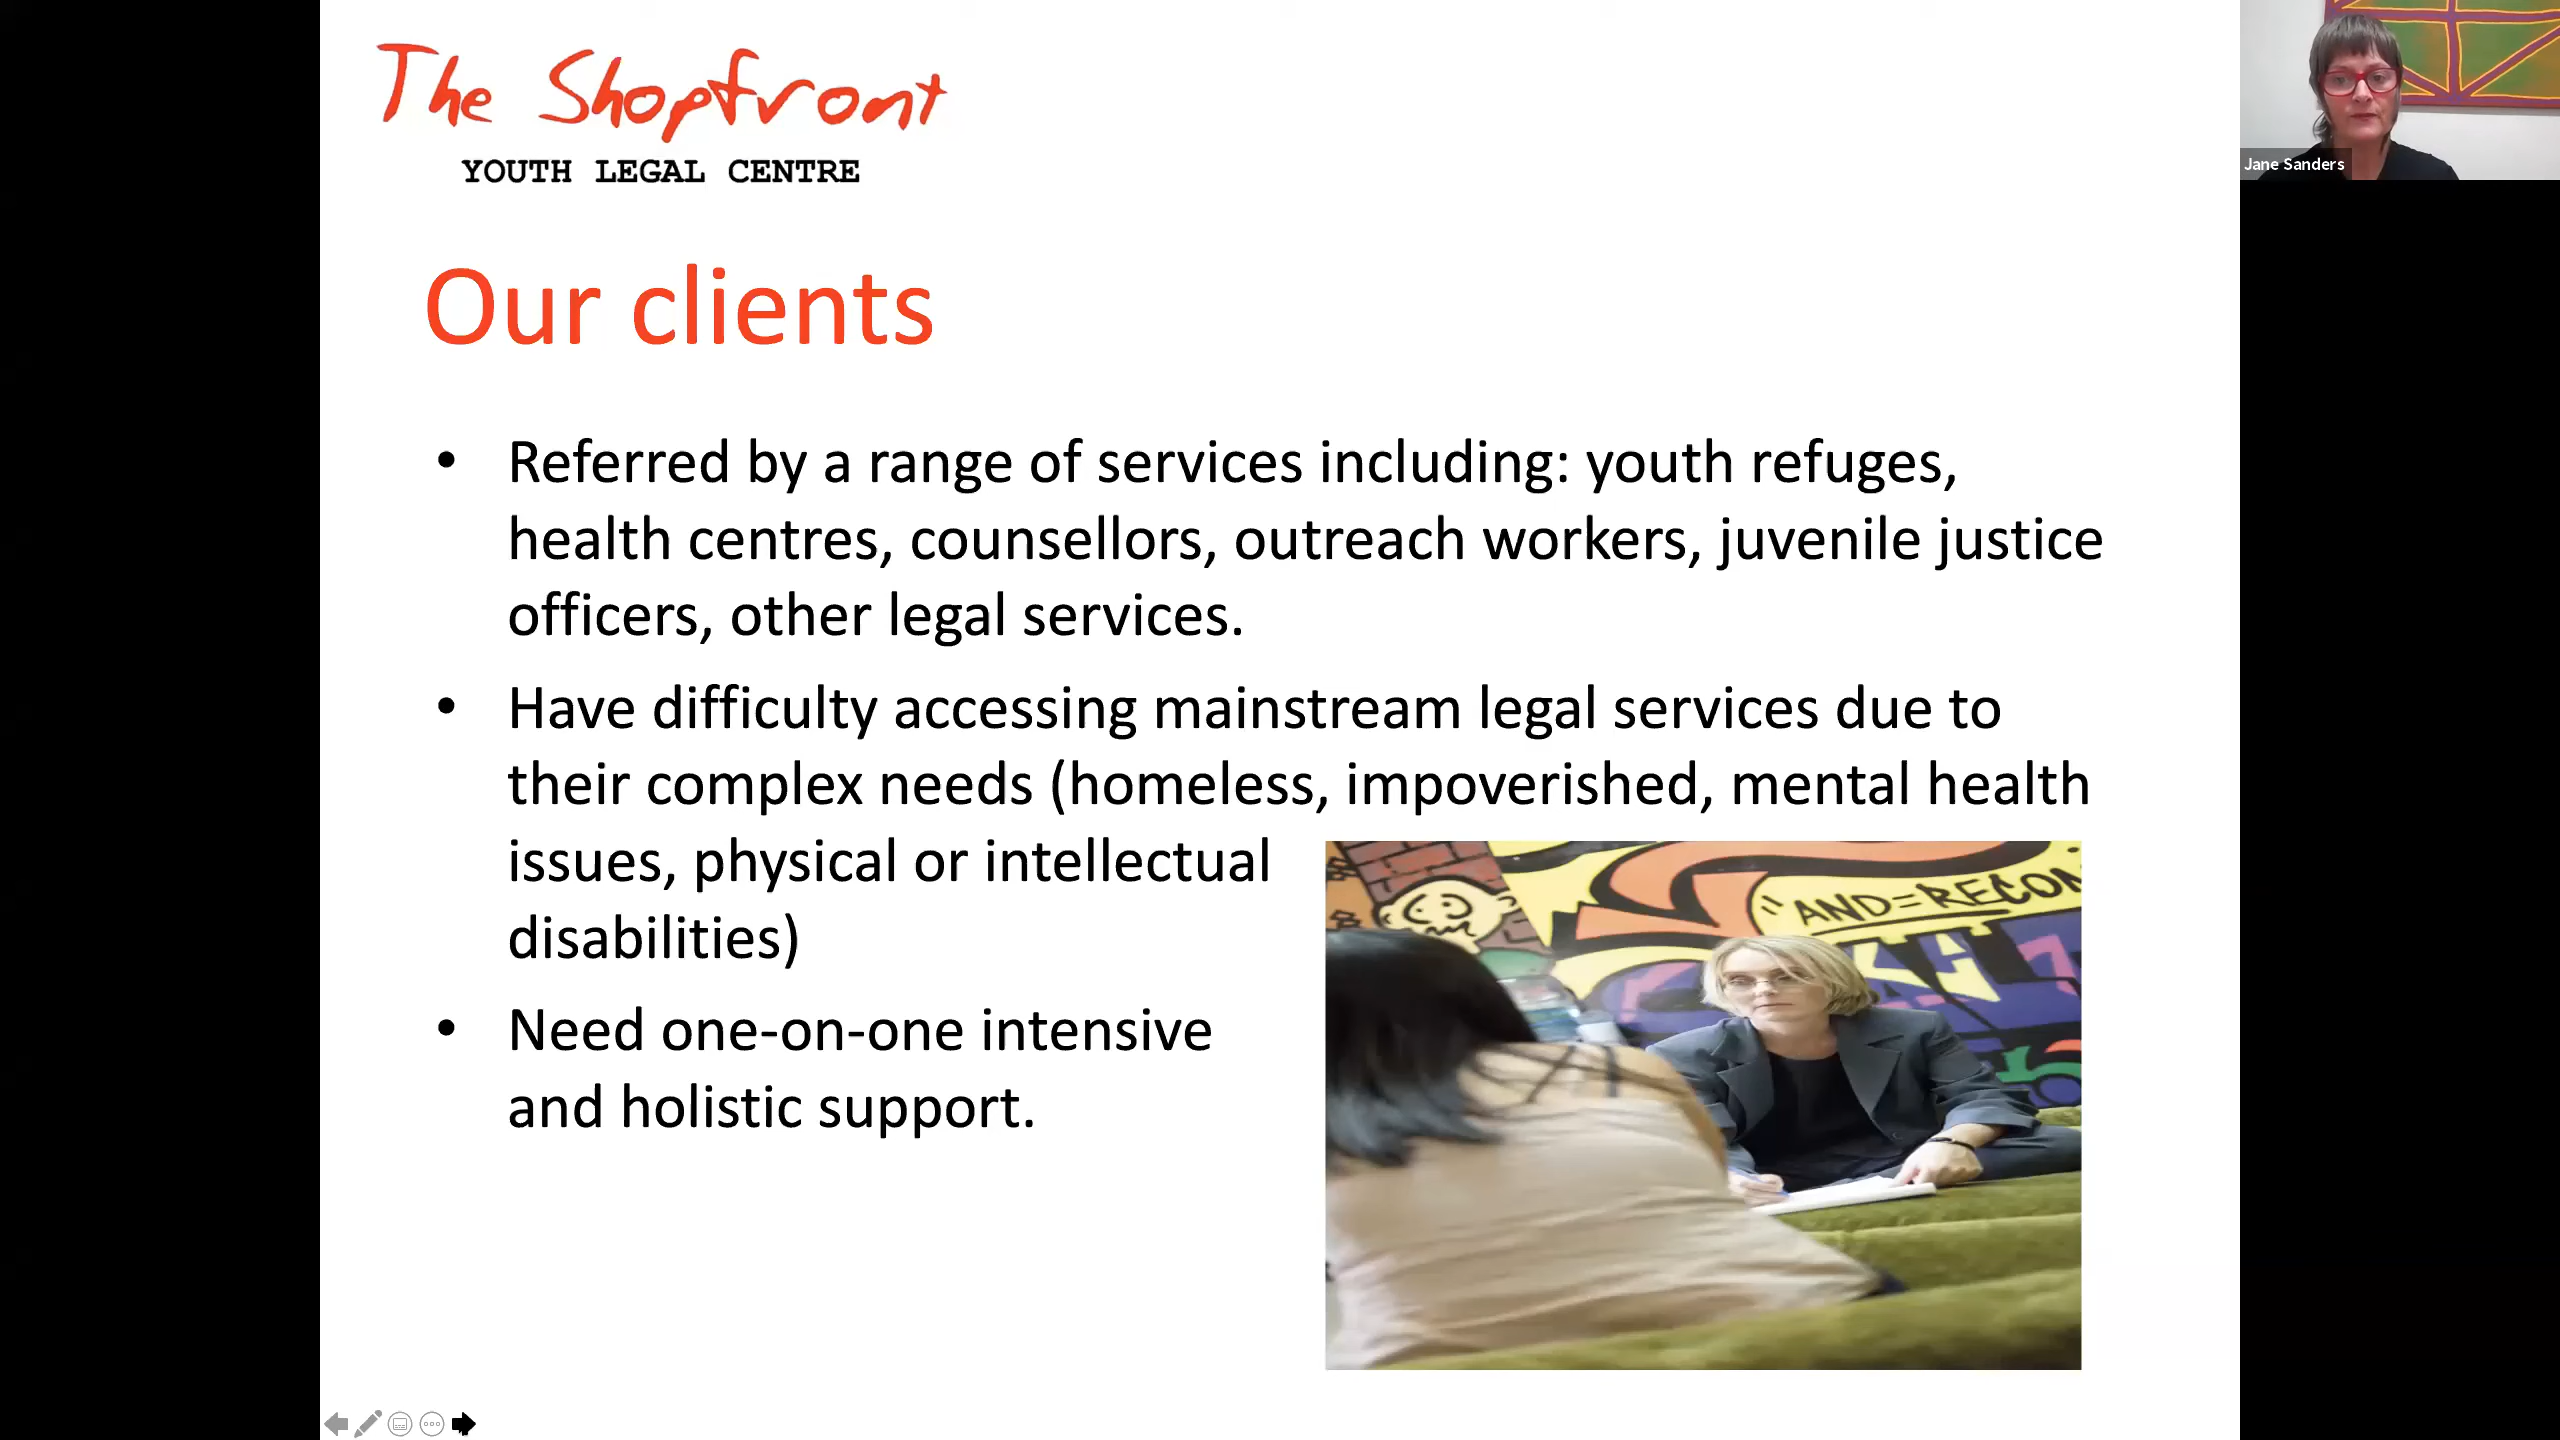 The Shopfront
YOUTH LEGAL CENTRE
Jane Sanders
Our clients
• Referred by a range of services including: youth refuges,
health centres, counsellors, outreach workers, juvenile justice
officers, other legal services.
• Have difficulty accessing mainstream legal services due to
their complex needs (homeless, impoverished, mental health
issues, physical or intellectual
disabilities)
• Need one-on-one intensive
and holistic support.
"AND=RECON